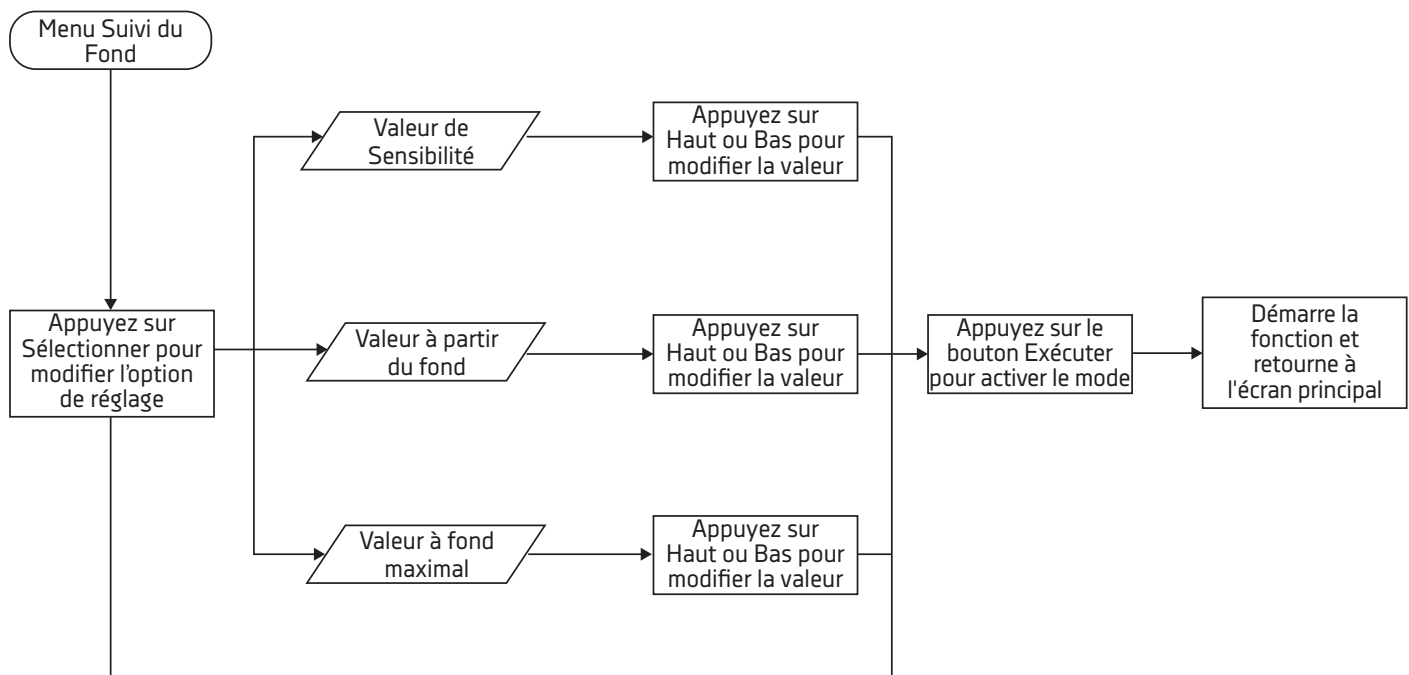 Menu Suivi du
Fond
Valeur de
Sensibilité
Appuyez sur
Haut ou Bas pour
modifier la valeur
Appuyez sur
Sélectionner pour
modifier l'option
de réglage
Valeur à partir
du fond
Appuyez sur
Haut ou Bas pour
modifier la valeur
Appuyez sur le
bouton Exécuter
pour activer le mode
Démarre la
fonction et
retourne à
l'écran principal
Valeur à fond
maximal
Appuyez sur
Haut ou Bas pour
modifier la valeur